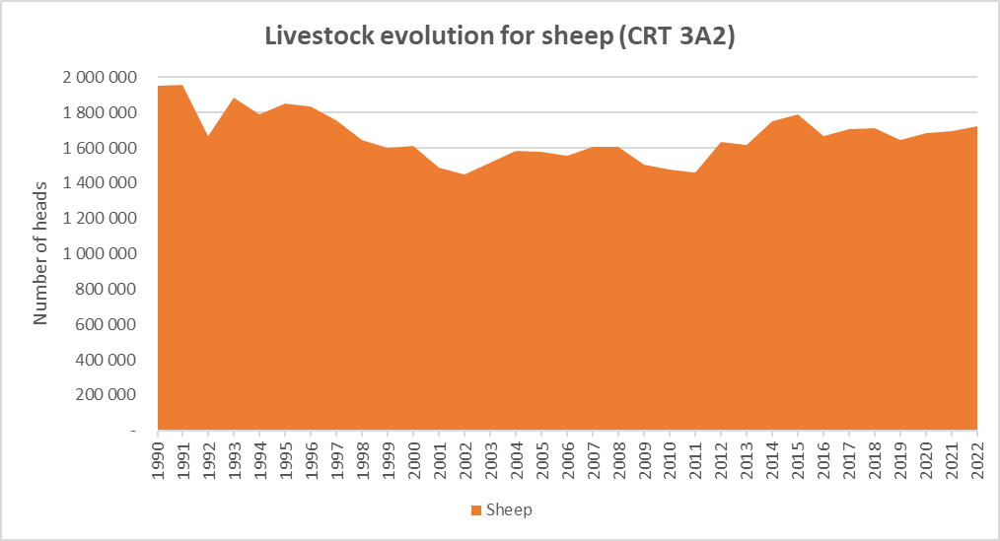 Livestock evolution for sheep (CRT 3A2)
Number of heads
2 000 000
1 800 000
1 600 000
1 400 000
1 200 000
1 000 000
800 000
600 000
400 000
200 000
-
1990 1991 1992 1993 1994 1995 1996 1997 1998 1999 2000 2001 2002 2003 2004 2005 2006 2007 2008 2009 2010 2011 2012 2013 2014 2015 2016 2017 2018 2019 2020 2021 2022
Sheep